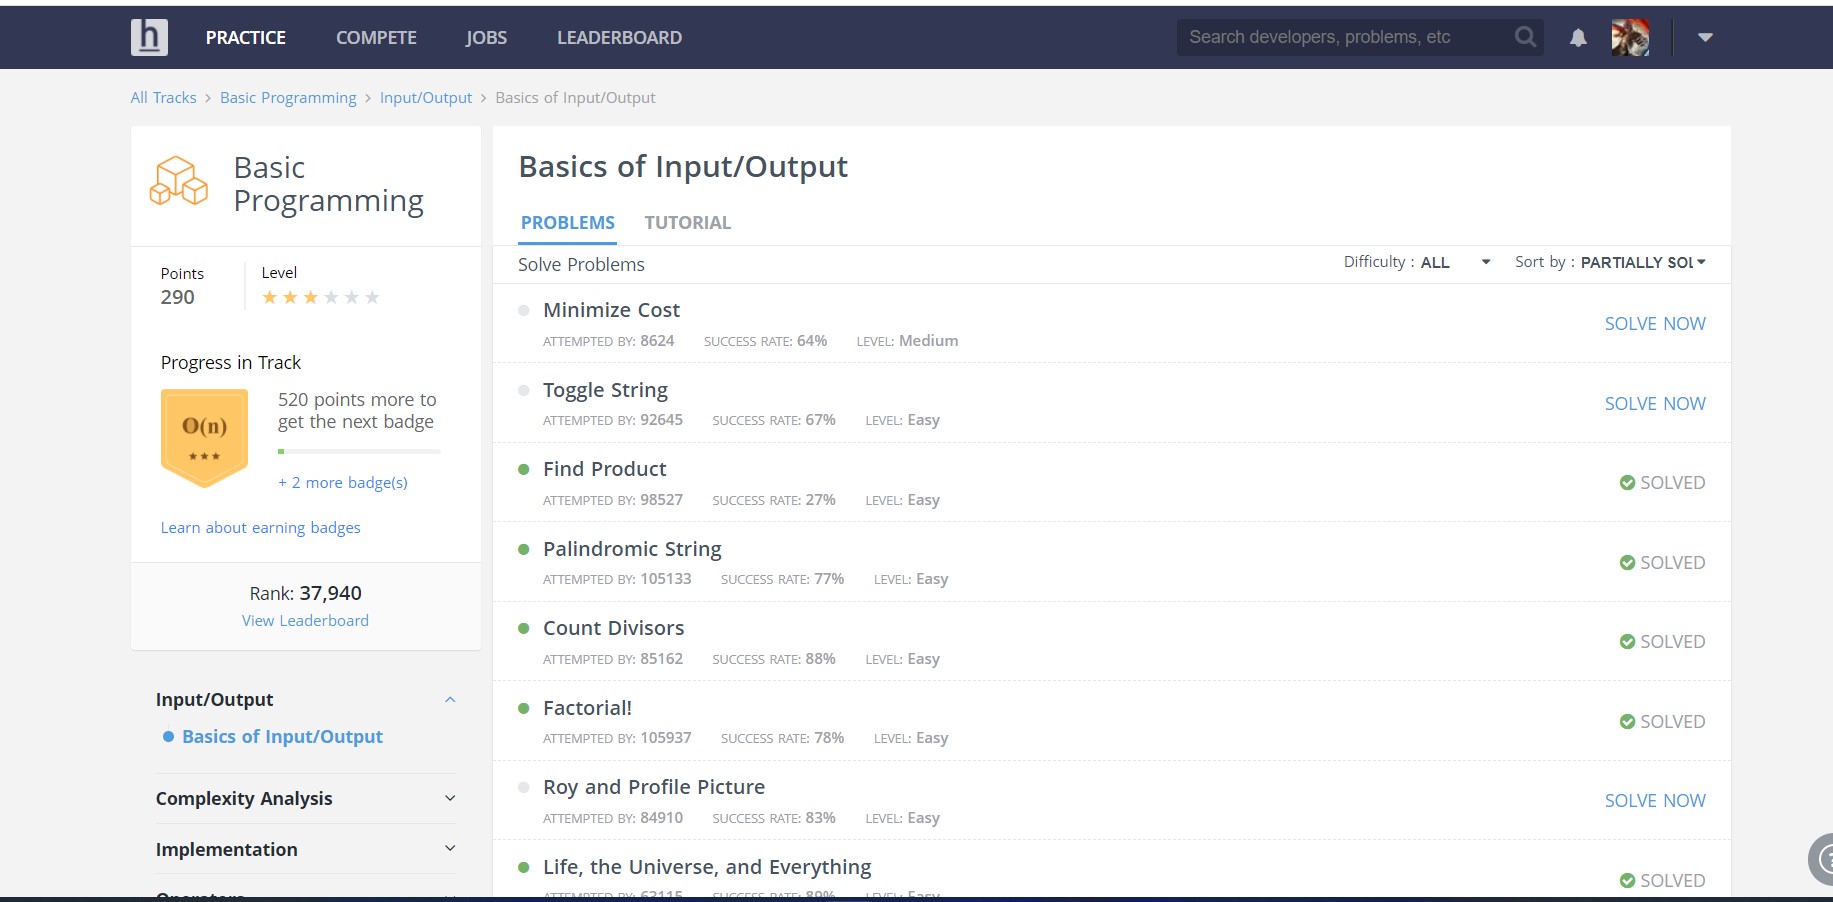 h PRACTICE COMPETE JOBS LEADERBOARD Search developers, problems, etc
All Tracks > Basic Programming > Input/Output > Basics of Input/Output
Basic
Programming
Points
290
Level
Progress in Track
O(n)
520 points more to
get the next badge
+ 2 more badge(s)
Learn about earning badges
Rank: 37,940
View Leaderboard
Input/Output
Basics of Input/Output
Complexity Analysis
Implementation
Operators
Basics of Input/Output
PROBLEMS TUTORIAL
Solve Problems Difficulty : ALL Sort by : PARTIALLY SOL
Minimize Cost
ATTEMPTED BY: 8624 SUCCESS RATE: 64% LEVEL: Medium
SOLVE NOW
Toggle String
ATTEMPTED BY: 92645 SUCCESS RATE: 67% LEVEL: Easy
SOLVE NOW
Find Product
ATTEMPTED BY: 98527 SUCCESS RATE: 27% LEVEL: Easy
SOLVED
Palindromic String
ATTEMPTED BY: 105133 SUCCESS RATE: 77% LEVEL: Easy
SOLVED
Count Divisors
ATTEMPTED BY: 85162 SUCCESS RATE: 88% LEVEL: Easy
SOLVED
Factorial!
ATTEMPTED BY: 105937 SUCCESS RATE: 78% LEVEL: Easy
SOLVED
Roy and Profile Picture
ATTEMPTED BY: 84910 SUCCESS RATE: 83% LEVEL: Easy
SOLVE NOW
Life, the Universe, and Everything
ATTEMPTED BY: 63115 SUCCESS RATE: 89% LEVEL: Easy
SOLVED
?